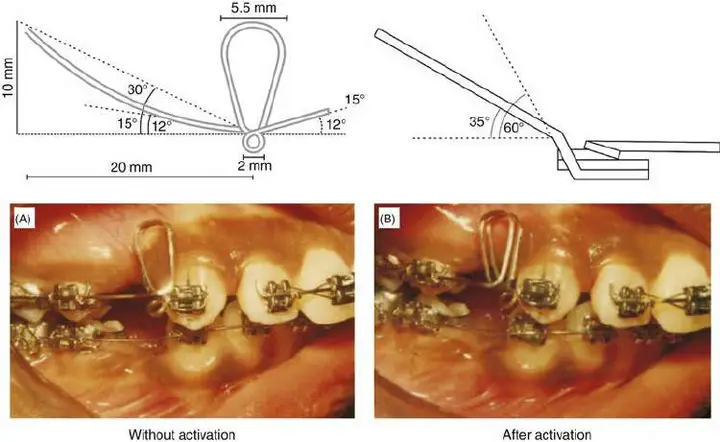 5.5 mm
10 mm
30°
15°
12°
15°
12°
2 mm
20 mm
35°
60°
(A)
(B)
Without activation
After activation